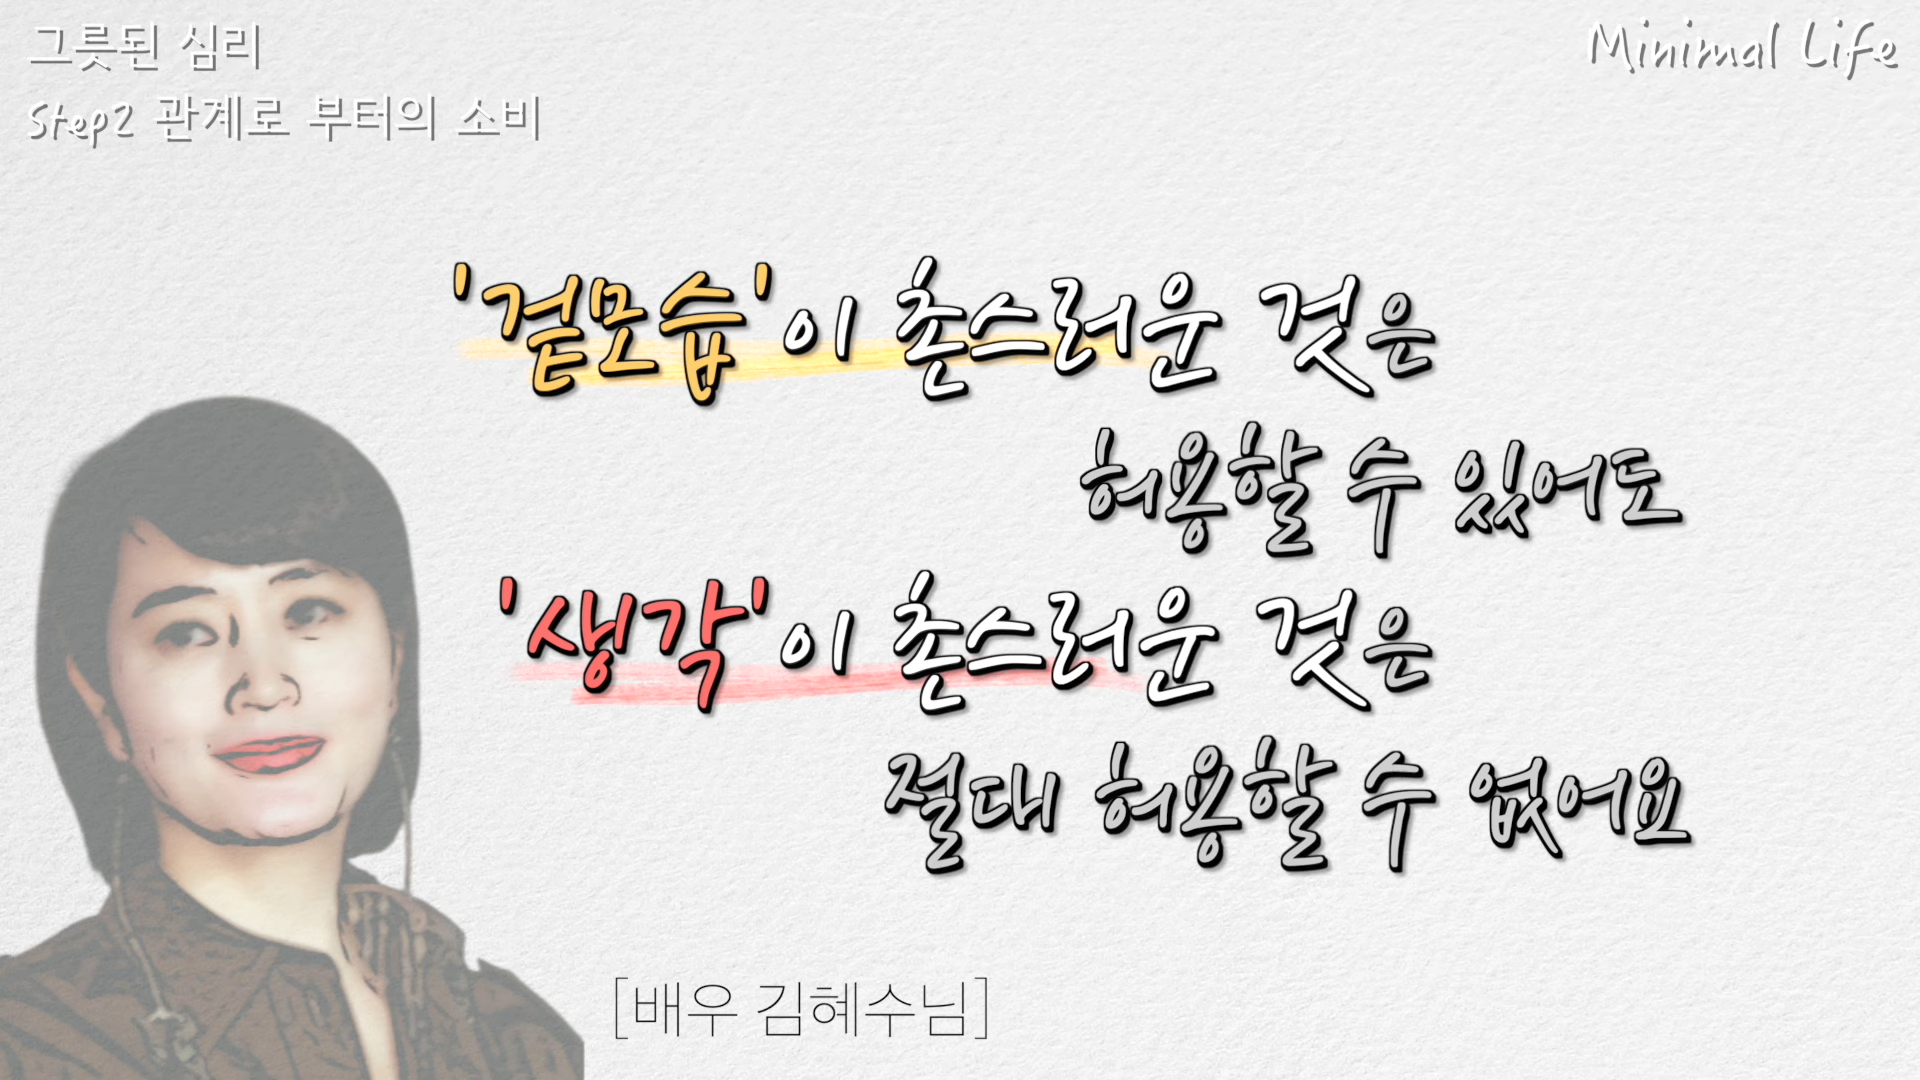 그릇된 심리
Minimal Life
Step2 관계로 부터의 소비
'겉모습'이 촌스러운 것은
허용할 수 있어도
'생각'이 촌스러운 것은
절대 허용할 수 없어요
[배우 김혜수님]